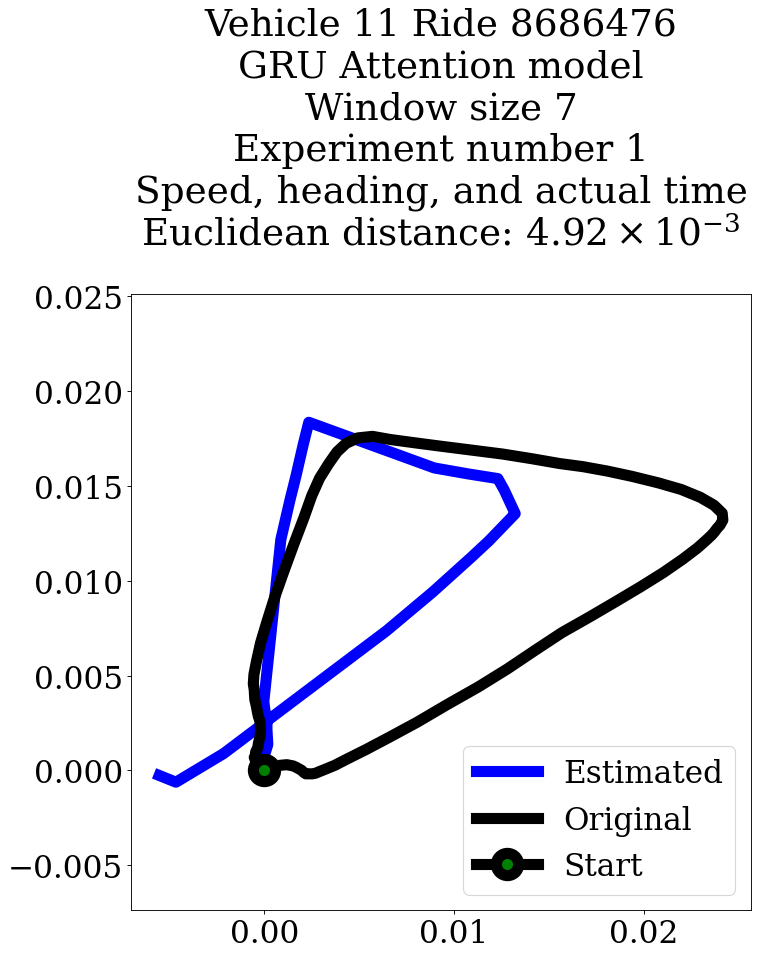 Vehicle 11 Ride 8686476
GRU Attention model
Window size 7
Experiment number 1
Speed, heading, and actual time
Euclidean distance: 4.92 × 10⁻³
0.025
0.020
0.015
0.010
0.005
0.000
−0.005
Estimated
Original
Start
0.00 0.01 0.02